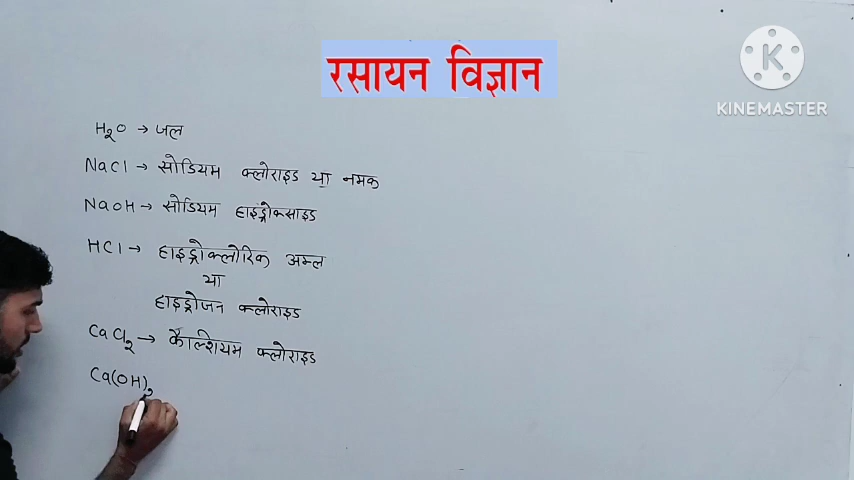 रसायन विज्ञान
KINEMASTER
H₂O → जल
NaCl → सोडियम क्लोराइड या नमक
NaOH → सोडियम हाइड्रोक्साइड
HCl → हाइड्रोक्लोरिक अम्ल
या
हाइड्रोजन क्लोराइड
CaCl₂ → कैल्शियम क्लोराइड
Ca(OH)₂